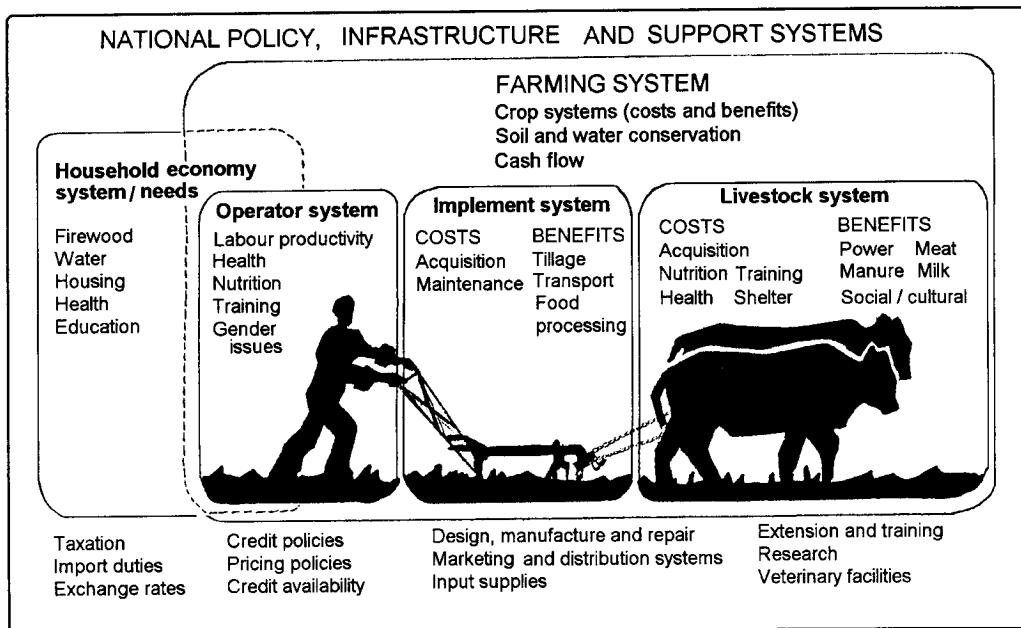 NATIONAL POLICY, INFRASTRUCTURE AND SUPPORT SYSTEMS
FARMING SYSTEM
Crop systems (costs and benefits)
Soil and water conservation
Cash flow
Household economy
system / needs
Firewood
Water
Housing
Health
Education
Operator system
Labour productivity
Health
Nutrition
Training
Gender
issues
Implement system
COSTS
Acquisition
Maintenance
BENEFITS
Tillage
Transport
Food
processing
Livestock system
COSTS
Acquisition
Nutrition Training
Health Shelter
BENEFITS
Power Meat
Manure Milk
Social / cultural
Taxation
Import duties
Exchange rates
Credit policies
Pricing policies
Credit availability
Design, manufacture and repair
Marketing and distribution systems
Input supplies
Extension and training
Research
Veterinary facilities